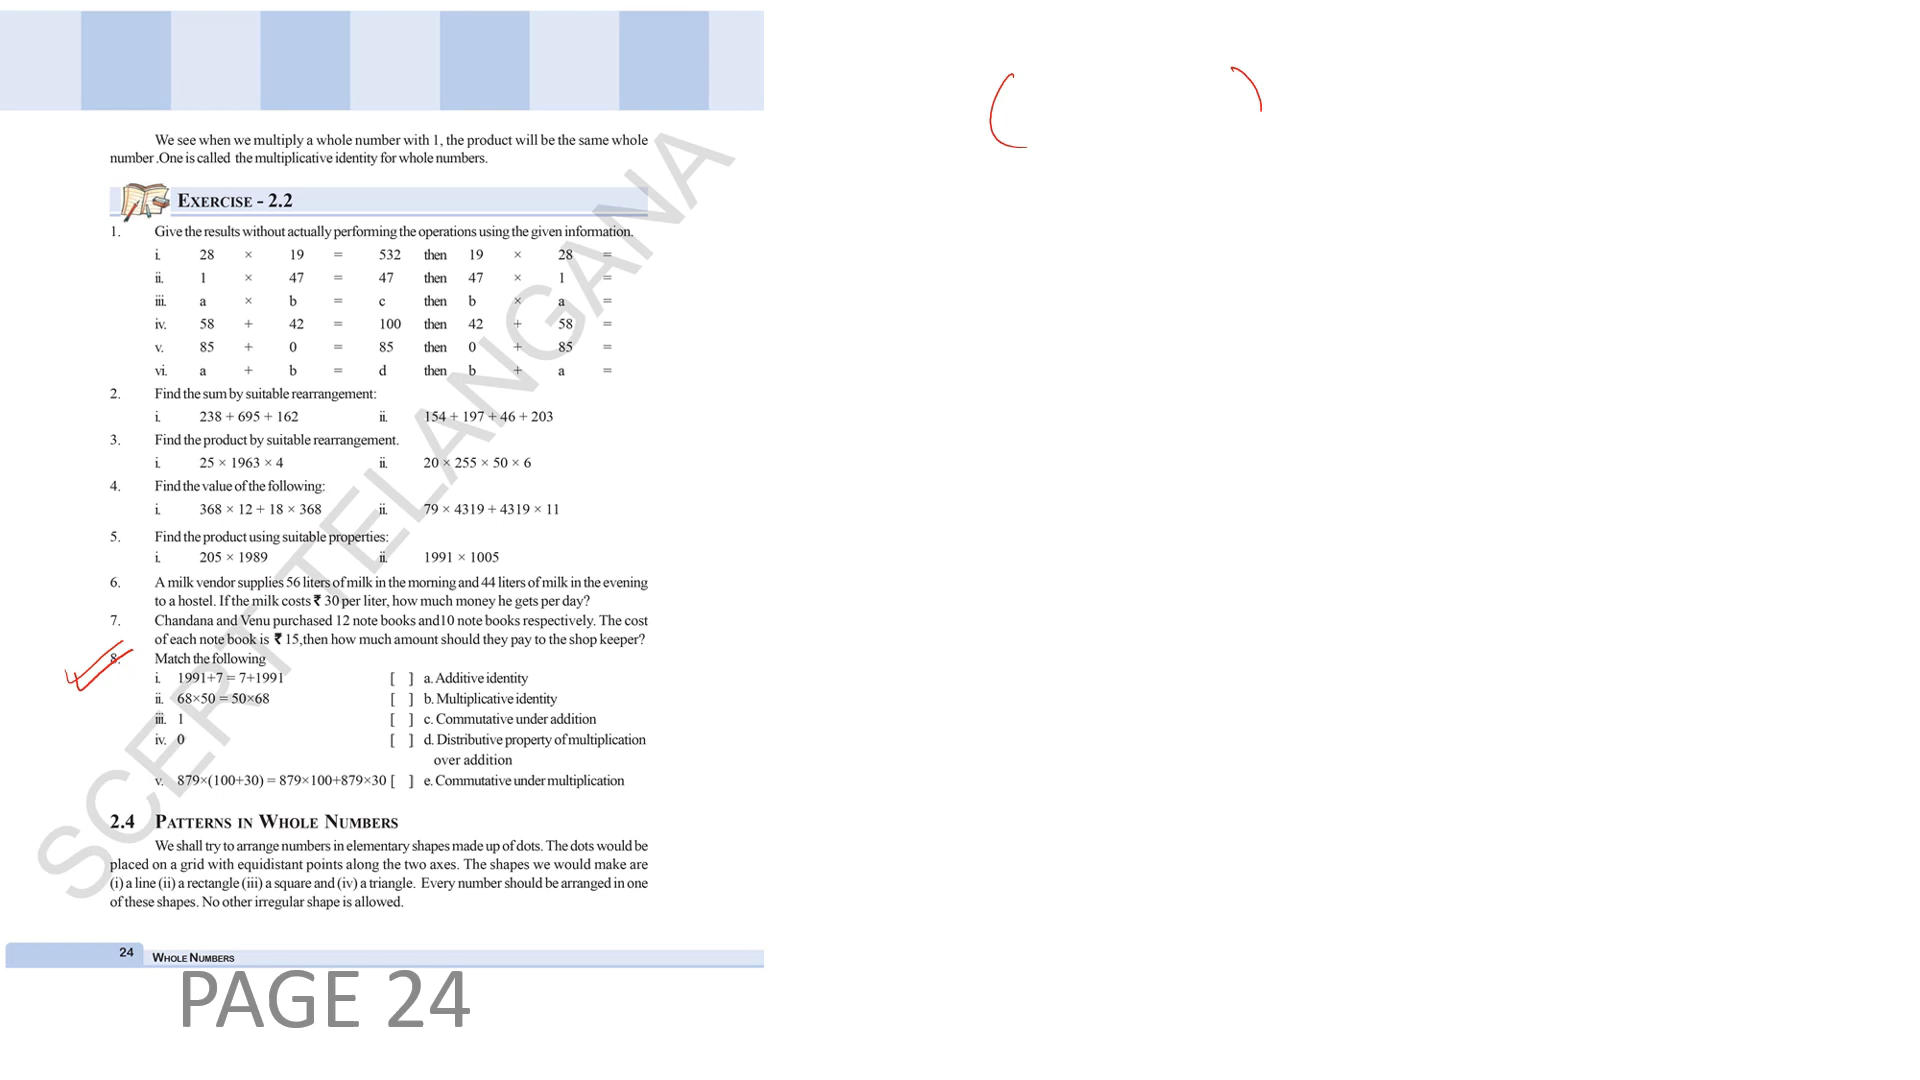 We see when we multiply a whole number with 1, the product will be the same whole
number .One is called the multiplicative identity for whole numbers.
EXERCISE - 2.2
1. Give the results without actually performing the operations using the given information.
i. 28 × 19 = 532 then 19 × 28 =
ii. 1 × 47 = 47 then 47 × 1 =
iii. a × b = c then b × a =
iv. 58 + 42 = 100 then 42 + 58 =
v. 85 + 0 = 85 then 0 + 85 =
vi. a + b = d then b + a =
2. Find the sum by suitable rearrangement:
i. 238 + 695 + 162 ii. 154 + 197 + 46 + 203
3. Find the product by suitable rearrangement.
i. 25 × 1963 × 4 ii. 20 × 255 × 50 × 6
4. Find the value of the following:
i. 368 × 12 + 18 × 368 ii. 79 × 4319 + 4319 × 11
5. Find the product using suitable properties:
i. 205 × 1989 ii. 1991 × 1005
6. A milk vendor supplies 56 liters of milk in the morning and 44 liters of milk in the evening
to a hostel. If the milk costs ₹ 30 per liter, how much money he gets per day?
7. Chandana and Venu purchased 12 note books and10 note books respectively. The cost
of each note book is ₹ 15,then how much amount should they pay to the shop keeper?
8. Match the following
i. 1991+7 = 7+1991 [ ] a. Additive identity
ii. 68×50 = 50×68 [ ] b. Multiplicative identity
iii. 1 [ ] c. Commutative under addition
iv. 0 [ ] d. Distributive property of multiplication
over addition
v. 879×(100+30) = 879×100+879×30 [ ] e. Commutative under multiplication
2.4 PATTERNS IN WHOLE NUMBERS
We shall try to arrange numbers in elementary shapes made up of dots. The dots would be
placed on a grid with equidistant points along the two axes. The shapes we would make are
(i) a line (ii) a rectangle (iii) a square and (iv) a triangle. Every number should be arranged in one
of these shapes. No other irregular shape is allowed.
24 WHOLE NUMBERS
PAGE 24
SCERT TELANGANA